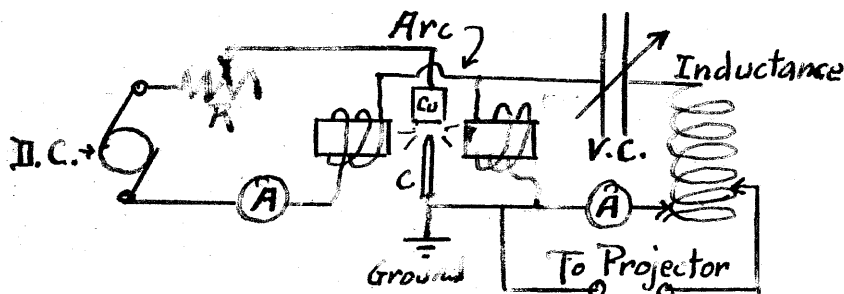 Arc
Inductance
R
Cu
D.C.
V.C.
C
A
A
Ground
To Projector